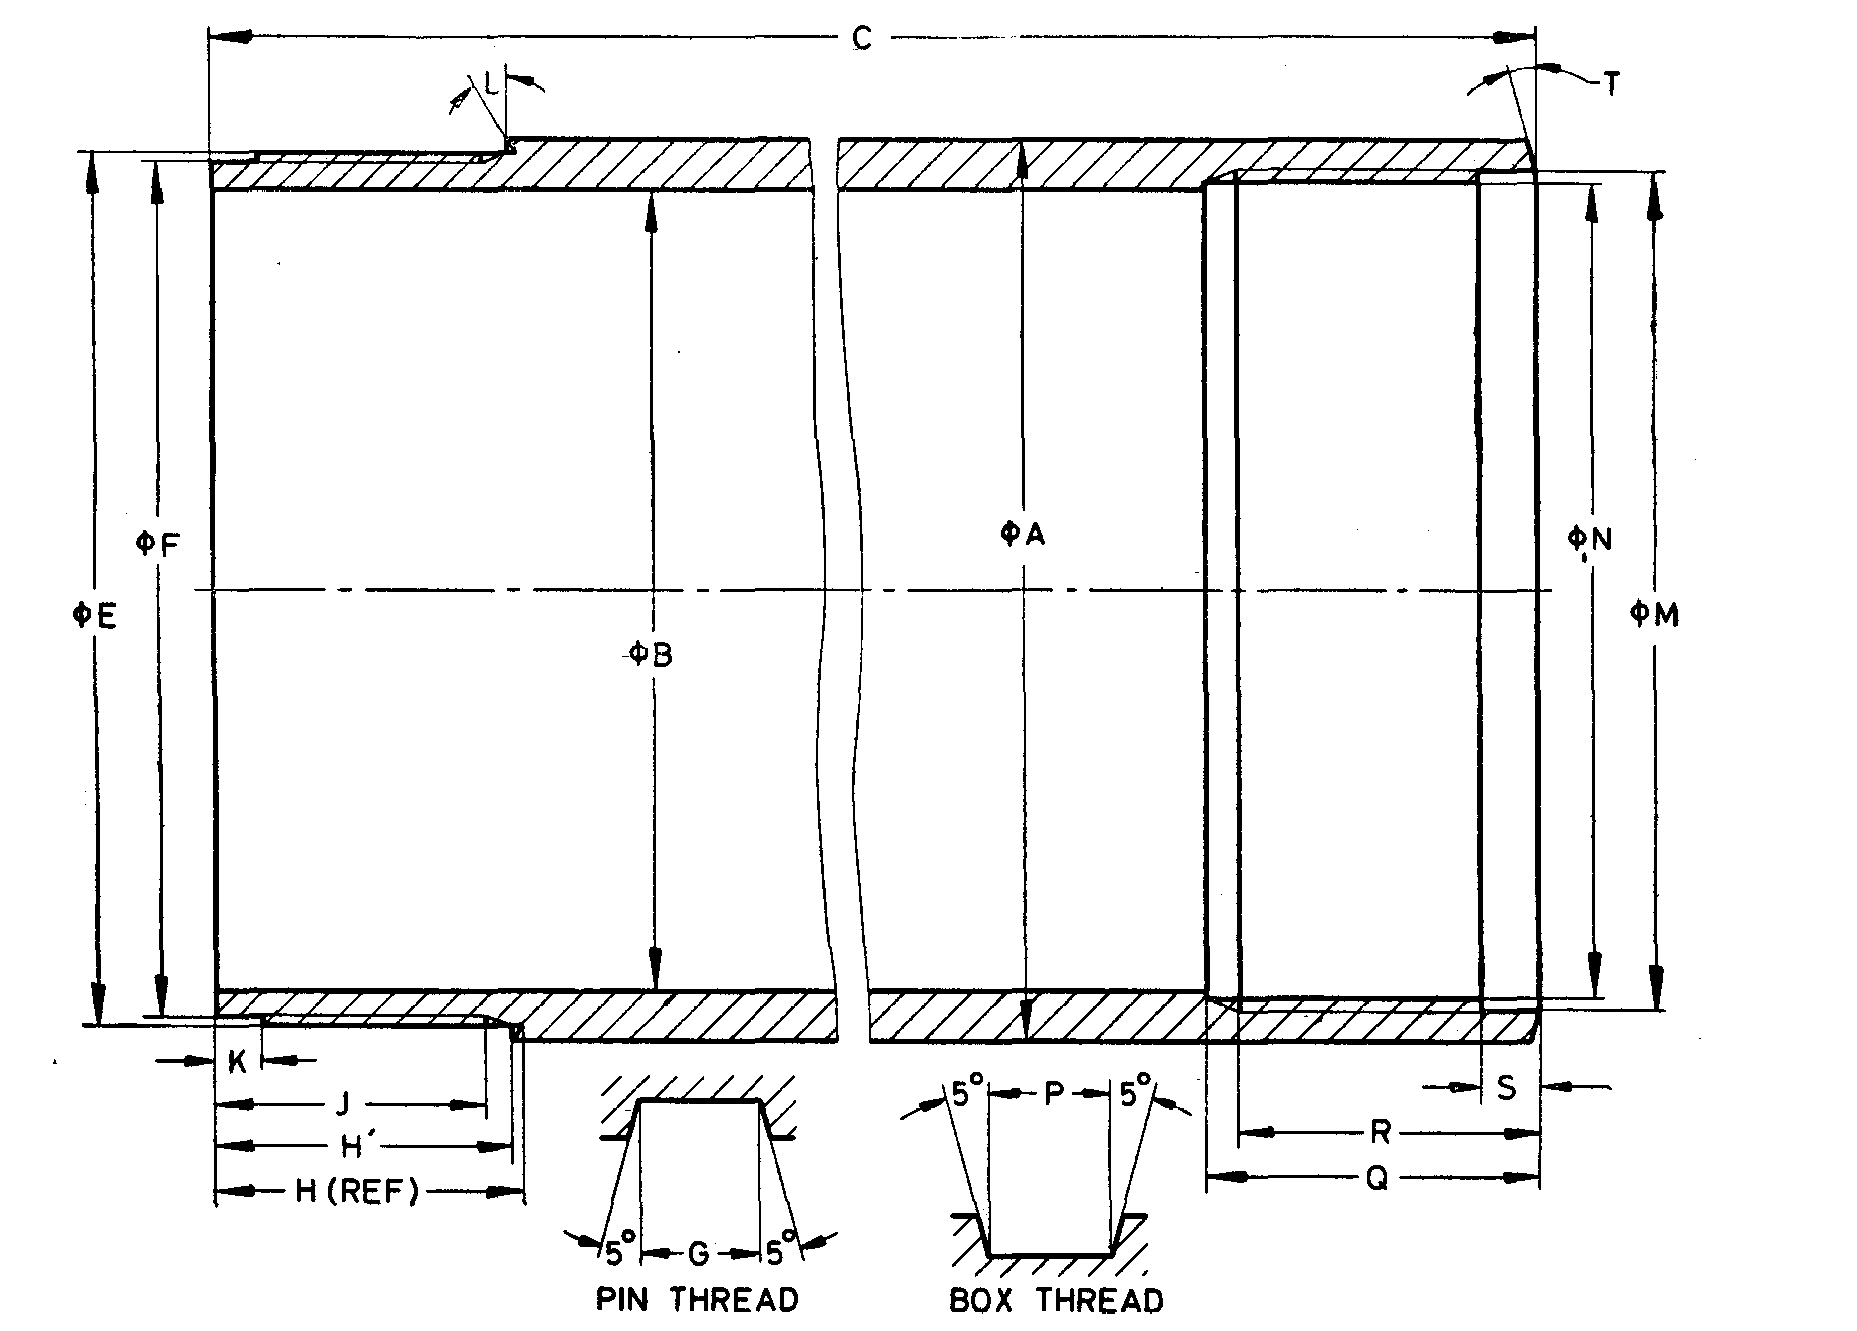 C
L
T
ΦF
ΦA
ΦN
ΦE
ΦM
ΦB
K
J
H'
H (REF)
5° P 5°
S
R
Q
5° G 5°
PIN THREAD
BOX THREAD